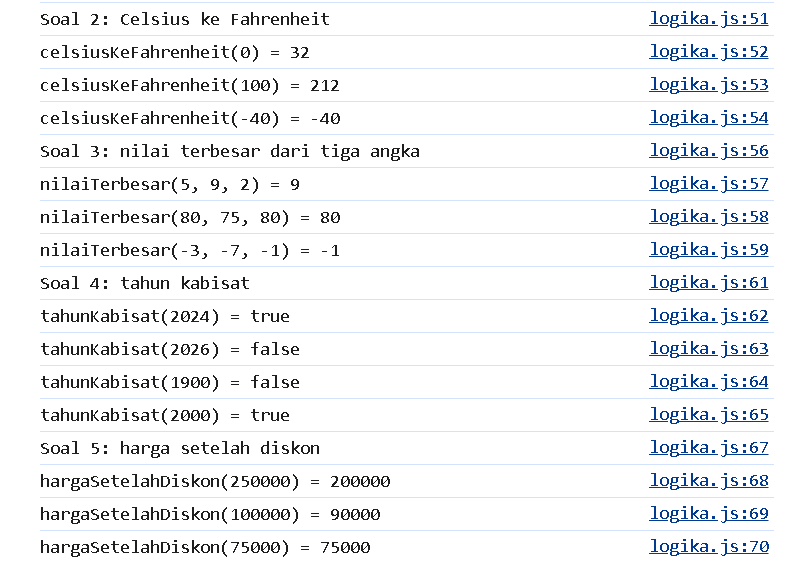 Soal 2: Celsius ke Fahrenheit logika.js:51
celsiusKeFahrenheit(0) = 32 logika.js:52
celsiusKeFahrenheit(100) = 212 logika.js:53
celsiusKeFahrenheit(-40) = -40 logika.js:54
Soal 3: nilai terbesar dari tiga angka logika.js:56
nilaiTerbesar(5, 9, 2) = 9 logika.js:57
nilaiTerbesar(80, 75, 80) = 80 logika.js:58
nilaiTerbesar(-3, -7, -1) = -1 logika.js:59
Soal 4: tahun kabisat logika.js:61
tahunKabisat(2024) = true logika.js:62
tahunKabisat(2026) = false logika.js:63
tahunKabisat(1900) = false logika.js:64
tahunKabisat(2000) = true logika.js:65
Soal 5: harga setelah diskon logika.js:67
hargaSetelahDiskon(250000) = 200000 logika.js:68
hargaSetelahDiskon(100000) = 90000 logika.js:69
hargaSetelahDiskon(75000) = 75000 logika.js:70